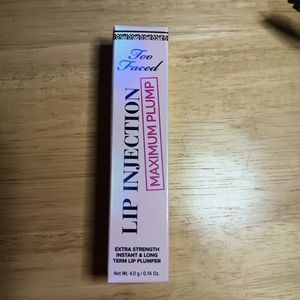 Too
Faced
LIP INJECTION
MAXIMUM PLUMP
EXTRA STRENGTH
INSTANT & LONG
TERM LIP PLUMPER
Net Wt. 4.0 g / 0.14 Oz.